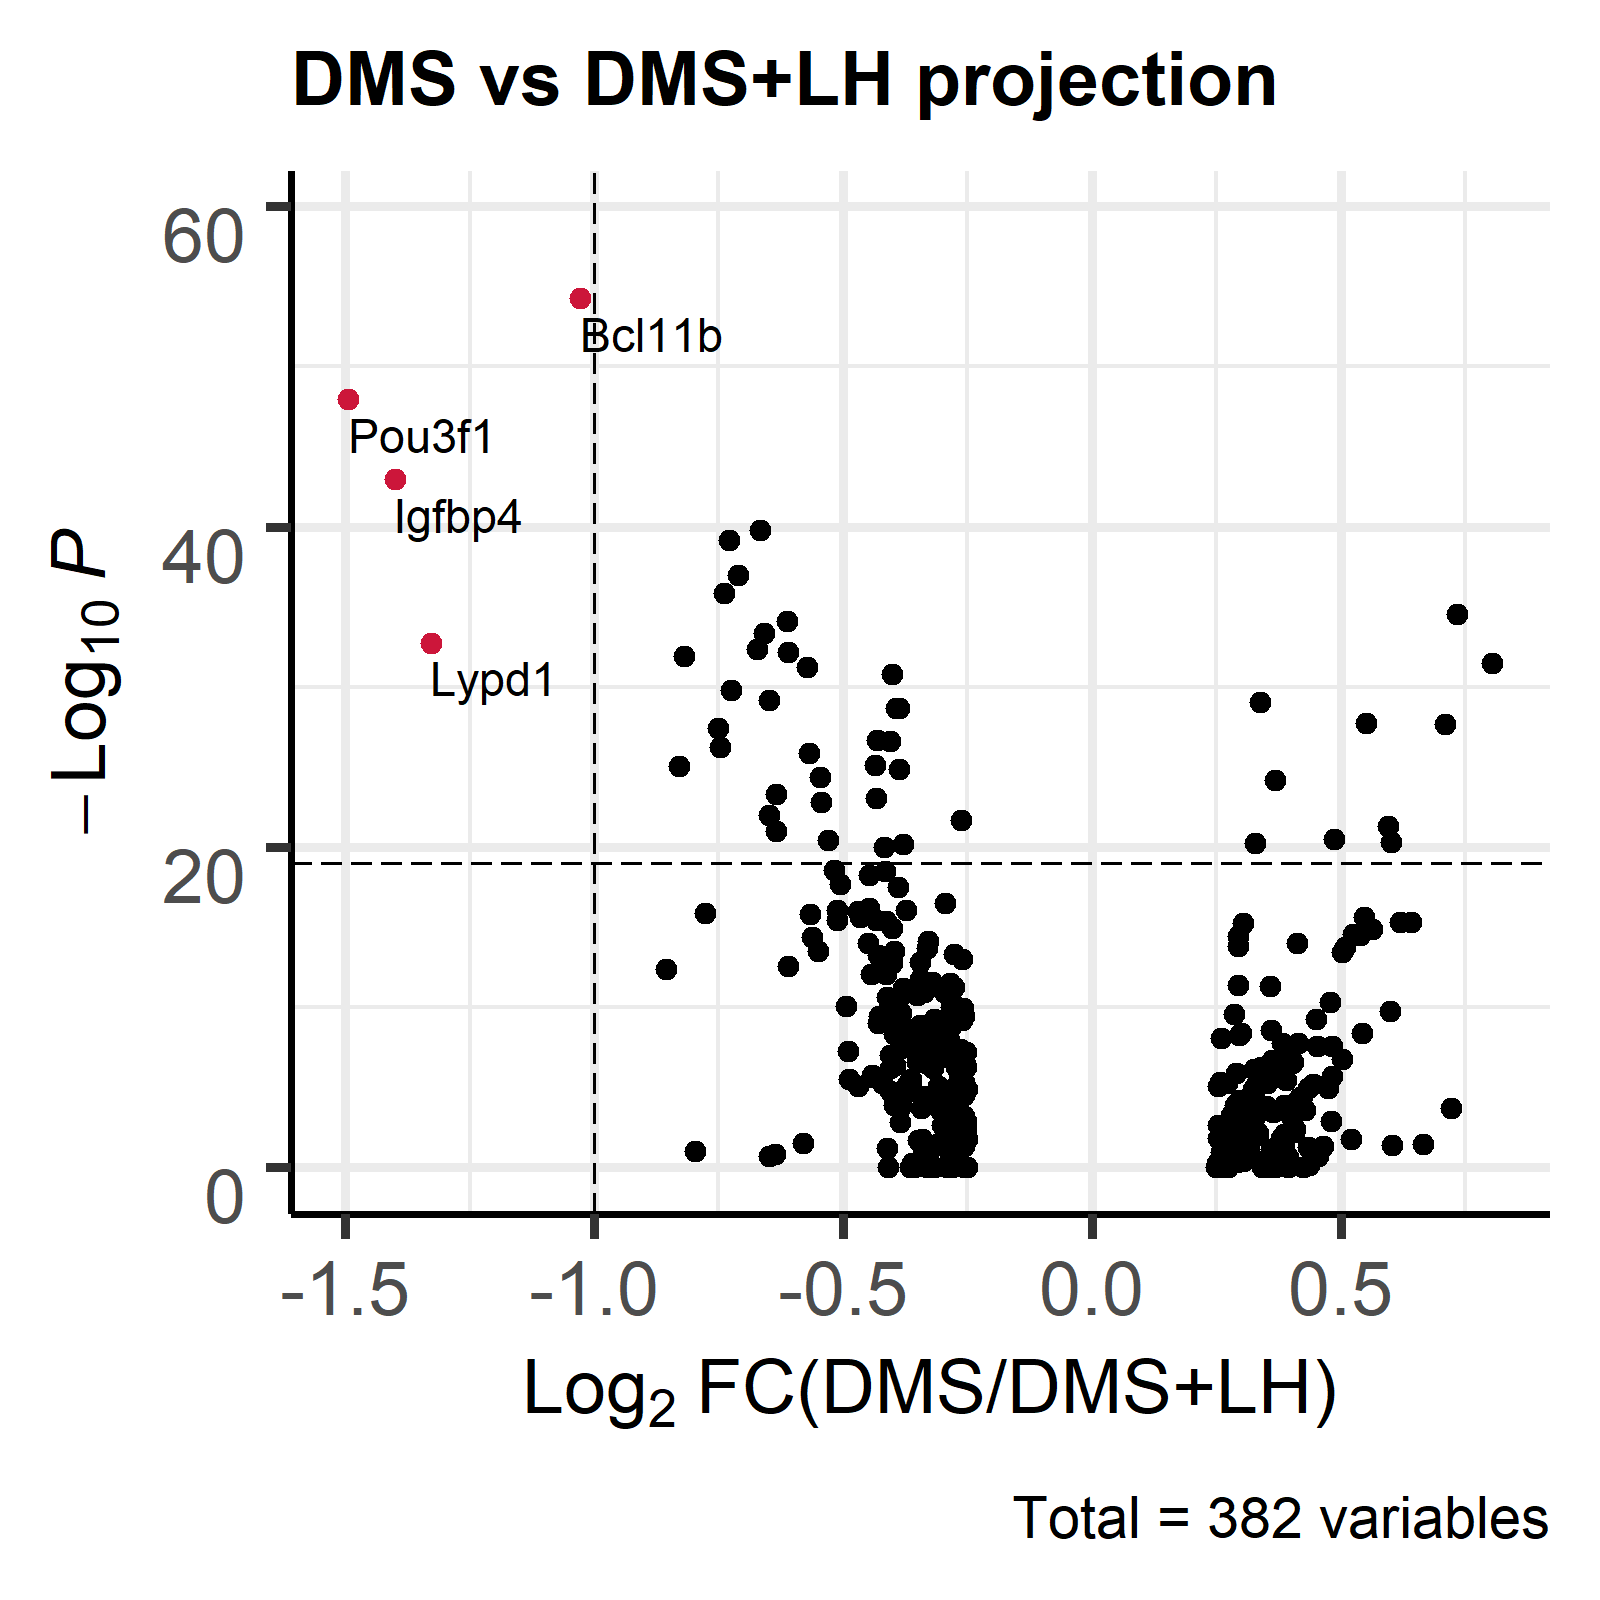 DMS vs DMS+LH projection
60
40
20
0
−Log10 P
Bcl11b
Pou3f1
Igfbp4
Lypd1
-1.5 -1.0 -0.5 0.0 0.5
Log2 FC(DMS/DMS+LH)
Total = 382 variables